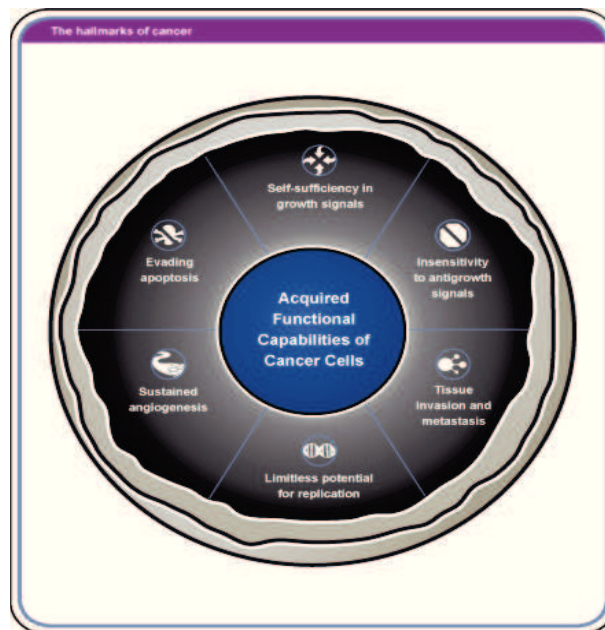 The hallmarks of cancer
Self-sufficiency in
growth signals
Evading
apoptosis
Insensitivity
to antigrowth
signals
Acquired
Functional
Capabilities of
Cancer Cells
Sustained
angiogenesis
Tissue
invasion and
metastasis
Limitless potential
for replication